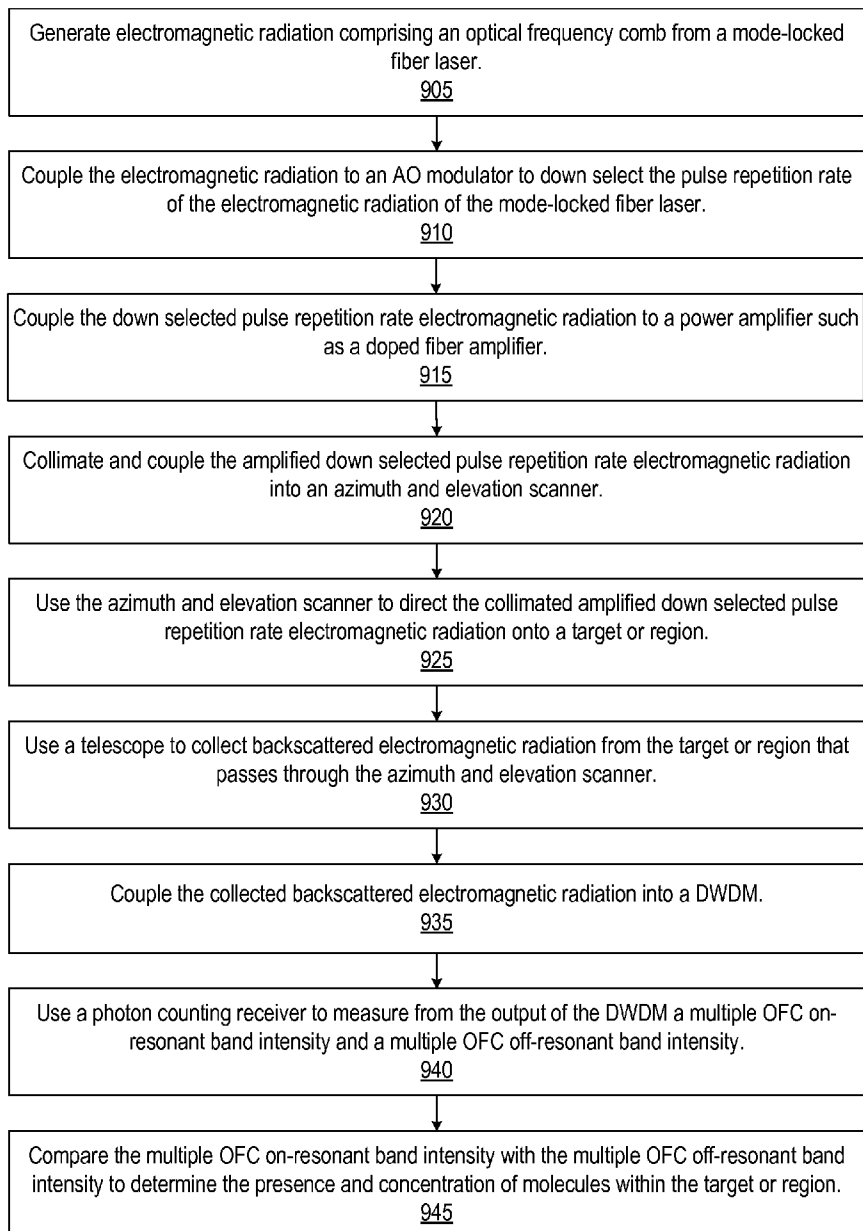 Generate electromagnetic radiation comprising an optical frequency comb from a mode-locked
fiber laser.
905
Couple the electromagnetic radiation to an AO modulator to down select the pulse repetition rate
of the electromagnetic radiation of the mode-locked fiber laser.
910
Couple the down selected pulse repetition rate electromagnetic radiation to a power amplifier such
as a doped fiber amplifier.
915
Collimate and couple the amplified down selected pulse repetition rate electromagnetic radiation
into an azimuth and elevation scanner.
920
Use the azimuth and elevation scanner to direct the collimated amplified down selected pulse
repetition rate electromagnetic radiation onto a target or region.
925
Use a telescope to collect backscattered electromagnetic radiation from the target or region that
passes through the azimuth and elevation scanner.
930
Couple the collected backscattered electromagnetic radiation into a DWDM.
935
Use a photon counting receiver to measure from the output of the DWDM a multiple OFC on-
resonant band intensity and a multiple OFC off-resonant band intensity.
940
Compare the multiple OFC on-resonant band intensity with the multiple OFC off-resonant band
intensity to determine the presence and concentration of molecules within the target or region.
945